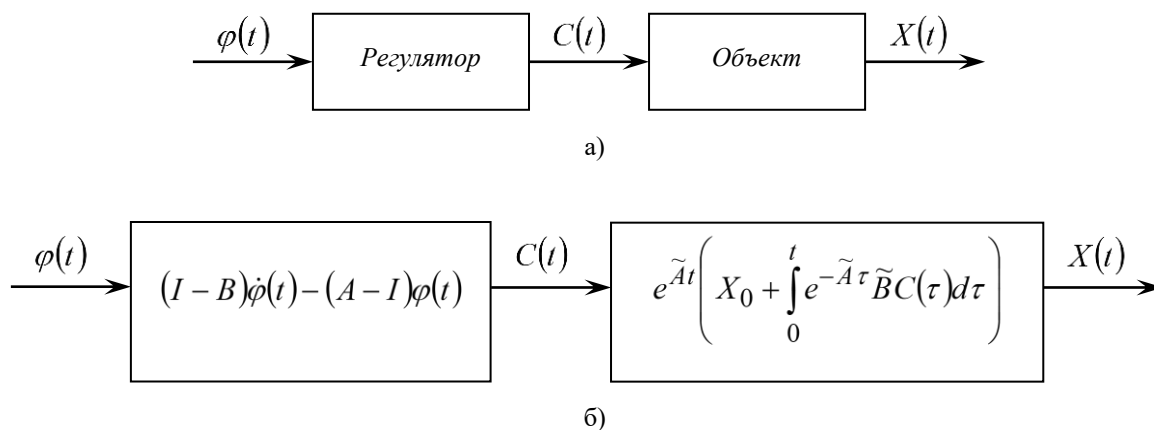 φ(t) Регулятор C(t) Объект X(t)
а)
φ(t) (I − B)φ̇(t) − (A − I)φ(t) C(t) e^{Ãt}(X₀ + ∫₀ᵗ e^{−Ãτ} B̃C(τ)dτ) X(t)
б)